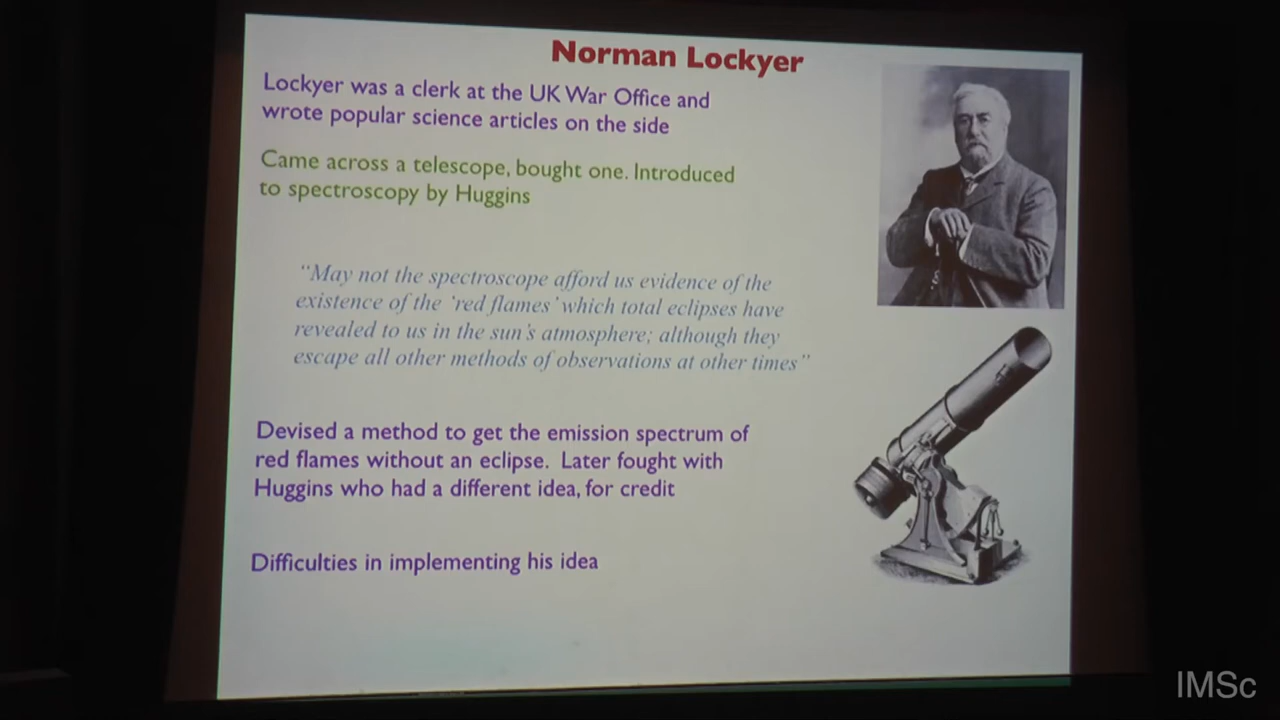 Norman Lockyer
Lockyer was a clerk at the UK War Office and
wrote popular science articles on the side
Came across a telescope, bought one. Introduced
to spectroscopy by Huggins
“May not the spectroscope afford us evidence of the
existence of the ‘red flames’ which total eclipses have
revealed to us in the sun’s atmosphere; although they
escape all other methods of observations at other times”
Devised a method to get the emission spectrum of
red flames without an eclipse. Later fought with
Huggins who had a different idea, for credit
Difficulties in implementing his idea
IMSc